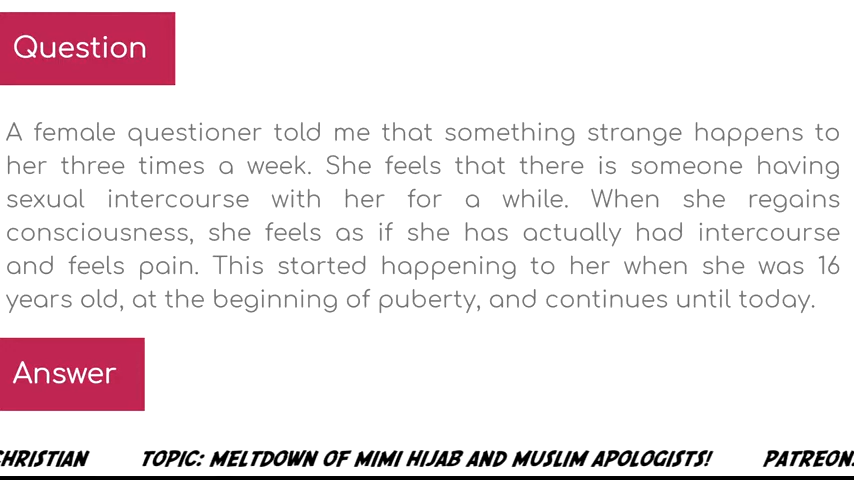 Question
A female questioner told me that something strange happens to
her three times a week. She feels that there is someone having
sexual intercourse with her for a while. When she regains
consciousness, she feels as if she has actually had intercourse
and feels pain. This started happening to her when she was 16
years old, at the beginning of puberty, and continues until today.
Answer
CHRISTIAN TOPIC: MELTDOWN OF MIMI HIJAB AND MUSLIM APOLOGISTS! PATREON.